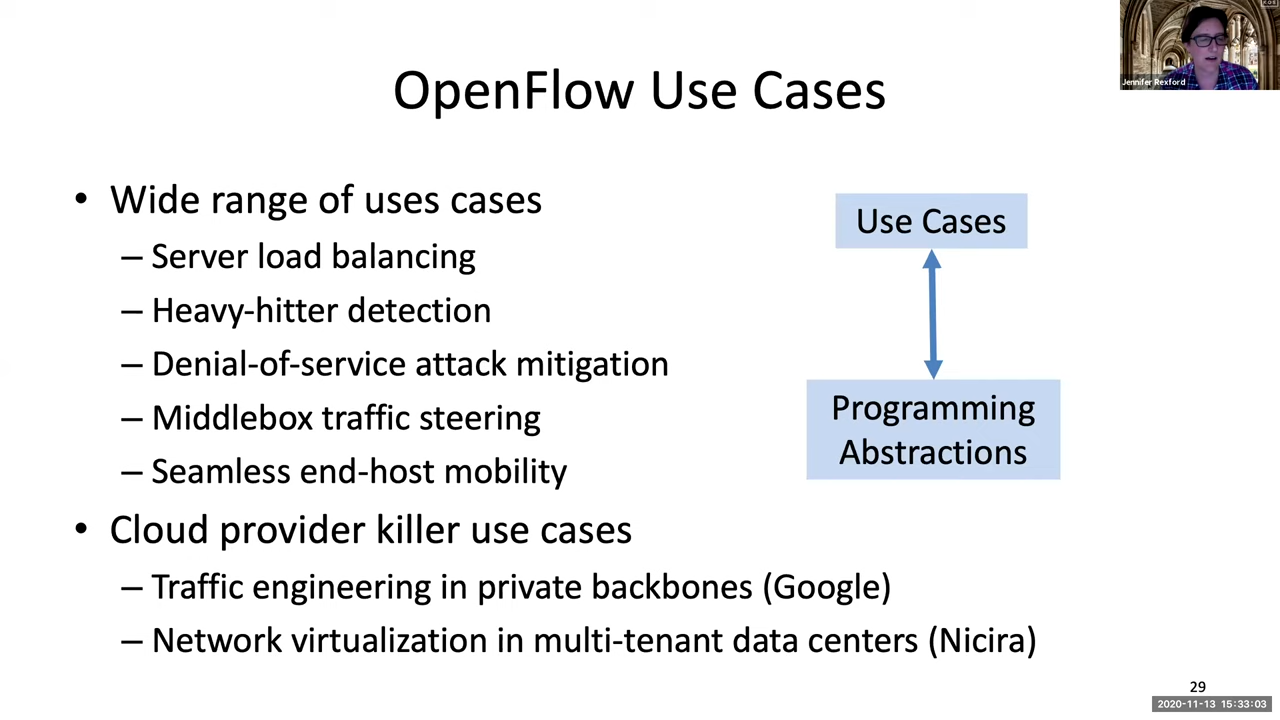 OpenFlow Use Cases
• Wide range of uses cases
– Server load balancing
– Heavy-hitter detection
– Denial-of-service attack mitigation
– Middlebox traffic steering
– Seamless end-host mobility
• Cloud provider killer use cases
– Traffic engineering in private backbones (Google)
– Network virtualization in multi-tenant data centers (Nicira)
Use Cases
Programming
Abstractions
Jennifer Rexford
29
2020-11-13 15:33:03